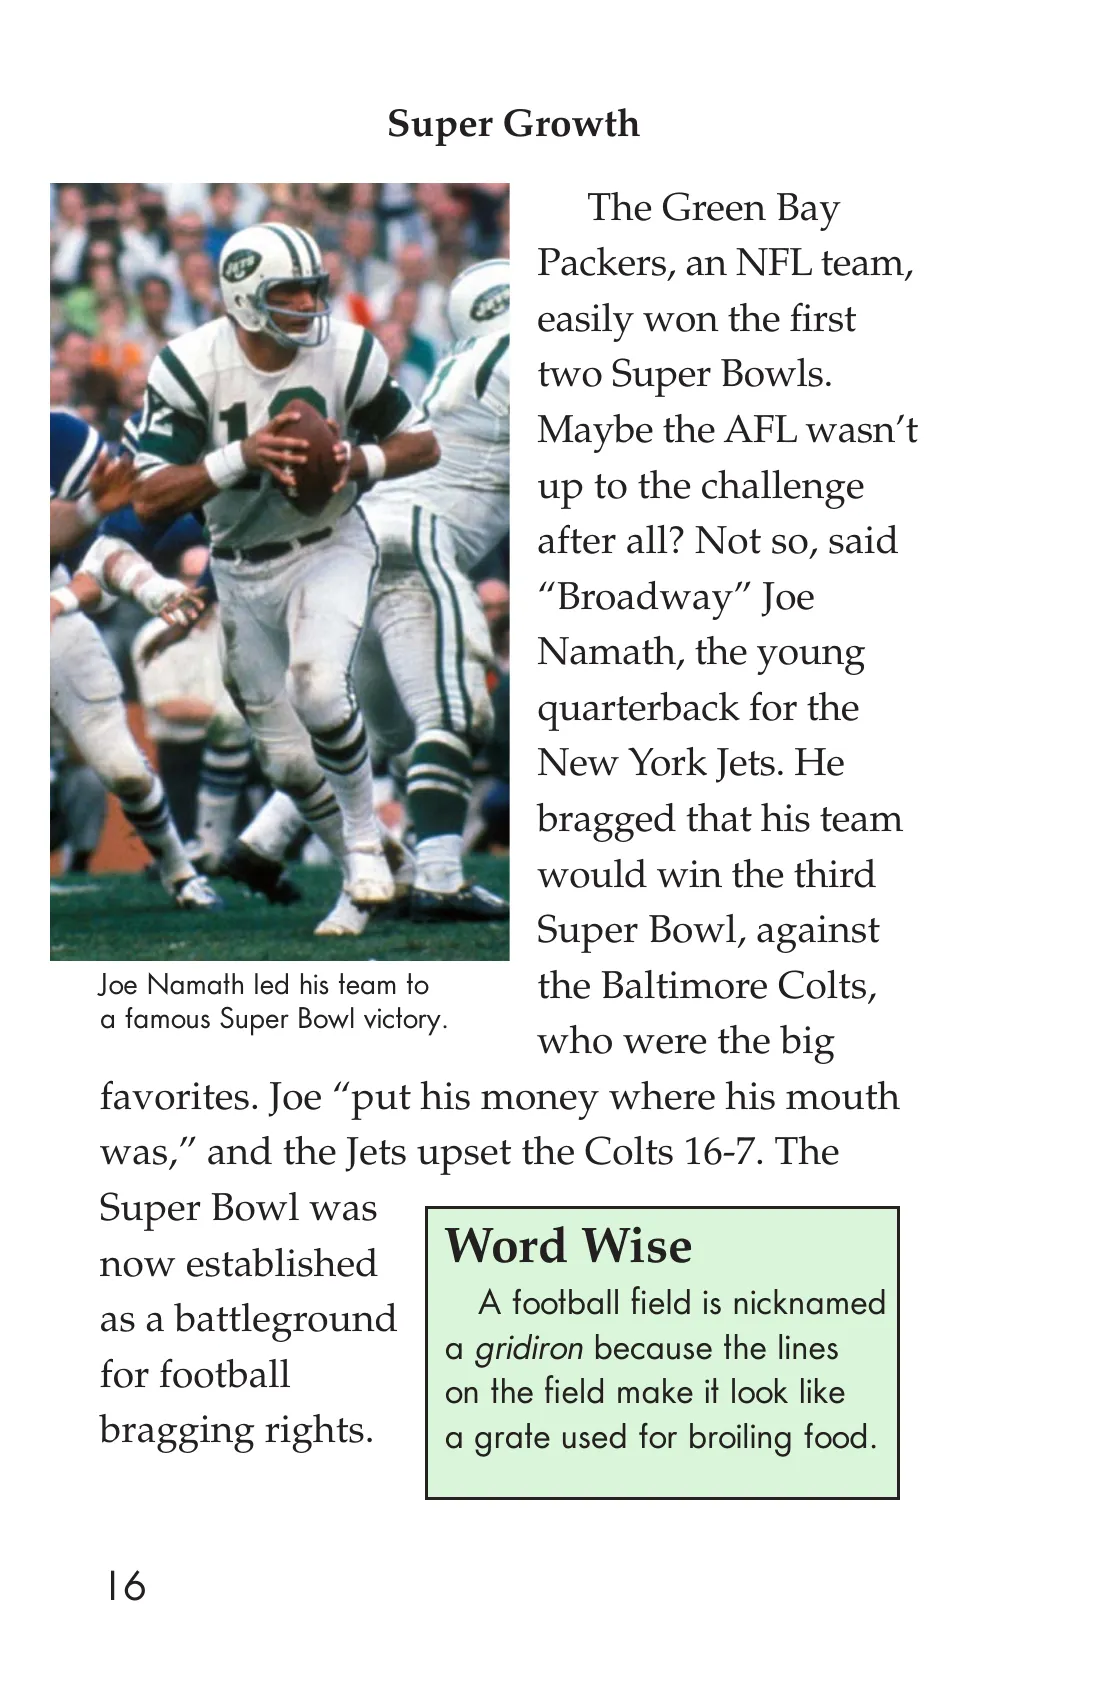 Super Growth
JETS
12
The Green Bay
Packers, an NFL team,
easily won the first
two Super Bowls.
Maybe the AFL wasn’t
up to the challenge
after all? Not so, said
“Broadway” Joe
Namath, the young
quarterback for the
New York Jets. He
bragged that his team
would win the third
Super Bowl, against
the Baltimore Colts,
who were the big
Joe Namath led his team to
a famous Super Bowl victory.
favorites. Joe “put his money where his mouth
was,” and the Jets upset the Colts 16-7. The
Super Bowl was
now established
as a battleground
for football
bragging rights.
Word Wise
A football field is nicknamed
a gridiron because the lines
on the field make it look like
a grate used for broiling food.
16